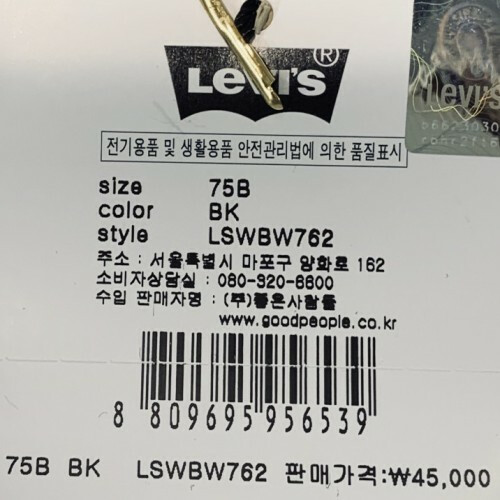 Levi's ®
Levi's
전기용품 및 생활용품 안전관리법에 의한 품질표시
size 75B
color BK
style LSWBW762
주소 : 서울특별시 마포구 양화로 162
소비자상담실 : 080-920-6600
수입 판매자명 : (주)좋은사람들
www.goodpeople.co.kr
8 809695 956539
75B BK LSWBW762 판매가격:₩45,000